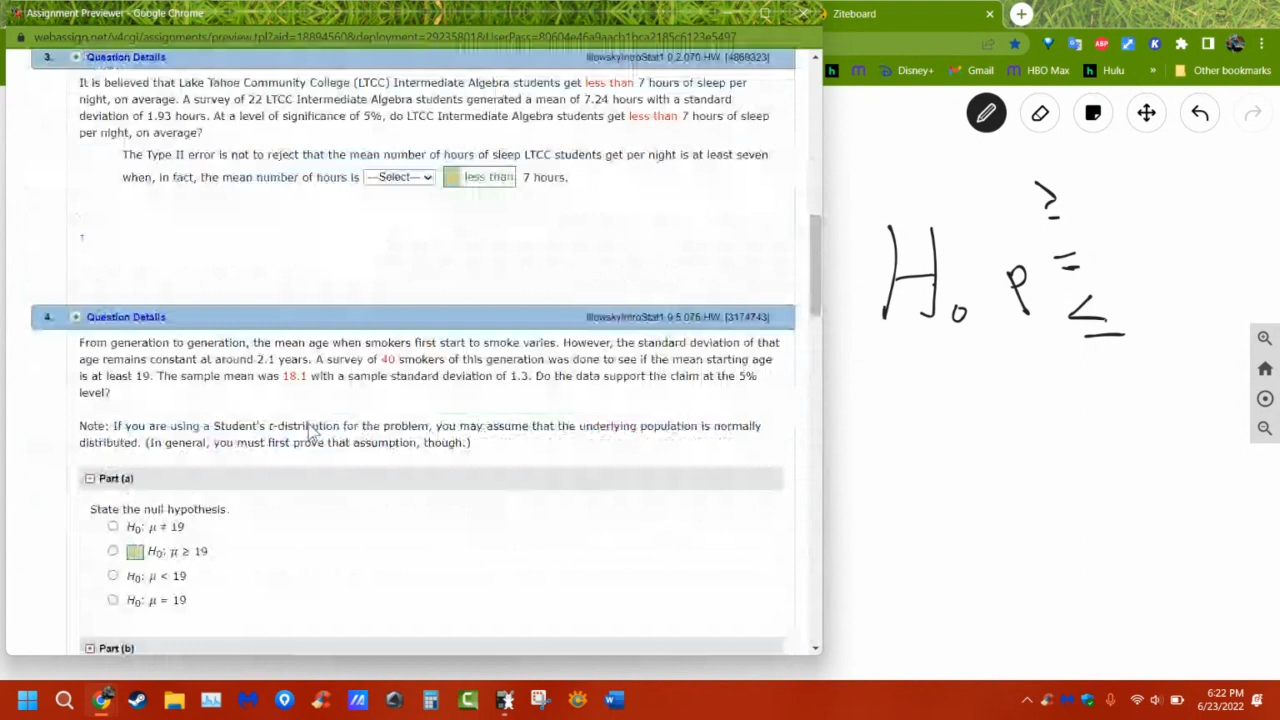 Assignment Previewer - Google Chrome
webassign.net/v4cgi/assignments/preview.tpl?aid=18894560&deployment=29235801&UserPass=80604e46a9aacb1bca2185c6123e5497
Ziteboard
Disney+
Gmail
HBO Max
Hulu
»
Other bookmarks
3. Question Details
IllowskyIntroStat1 9.2.070.HW. [4868323]
It is believed that Lake Tahoe Community College (LTCC) Intermediate Algebra students get less than 7 hours of sleep per
night, on average. A survey of 22 LTCC Intermediate Algebra students generated a mean of 7.24 hours with a standard
deviation of 1.93 hours. At a level of significance of 5%, do LTCC Intermediate Algebra students get less than 7 hours of sleep
per night, on average?
The Type II error is not to reject that the mean number of hours of sleep LTCC students get per night is at least seven
when, in fact, the mean number of hours is ---Select--- less than 7 hours.
4. Question Details
IllowskyIntroStat1 9.5.076.HW. [3174743]
From generation to generation, the mean age when smokers first start to smoke varies. However, the standard deviation of that
age remains constant at around 2.1 years. A survey of 40 smokers of this generation was done to see if the mean starting age
is at least 19. The sample mean was 18.1 with a sample standard deviation of 1.3. Do the data support the claim at the 5%
level?
Note: If you are using a Student's t-distribution for the problem, you may assume that the underlying population is normally
distributed. (In general, you must first prove that assumption, though.)
Part (a)
State the null hypothesis.
H0: μ ≠ 19
H0: μ ≥ 19
H0: μ < 19
H0: μ = 19
Part (b)
≥
H0 p =
≤
6:22 PM
6/23/2022